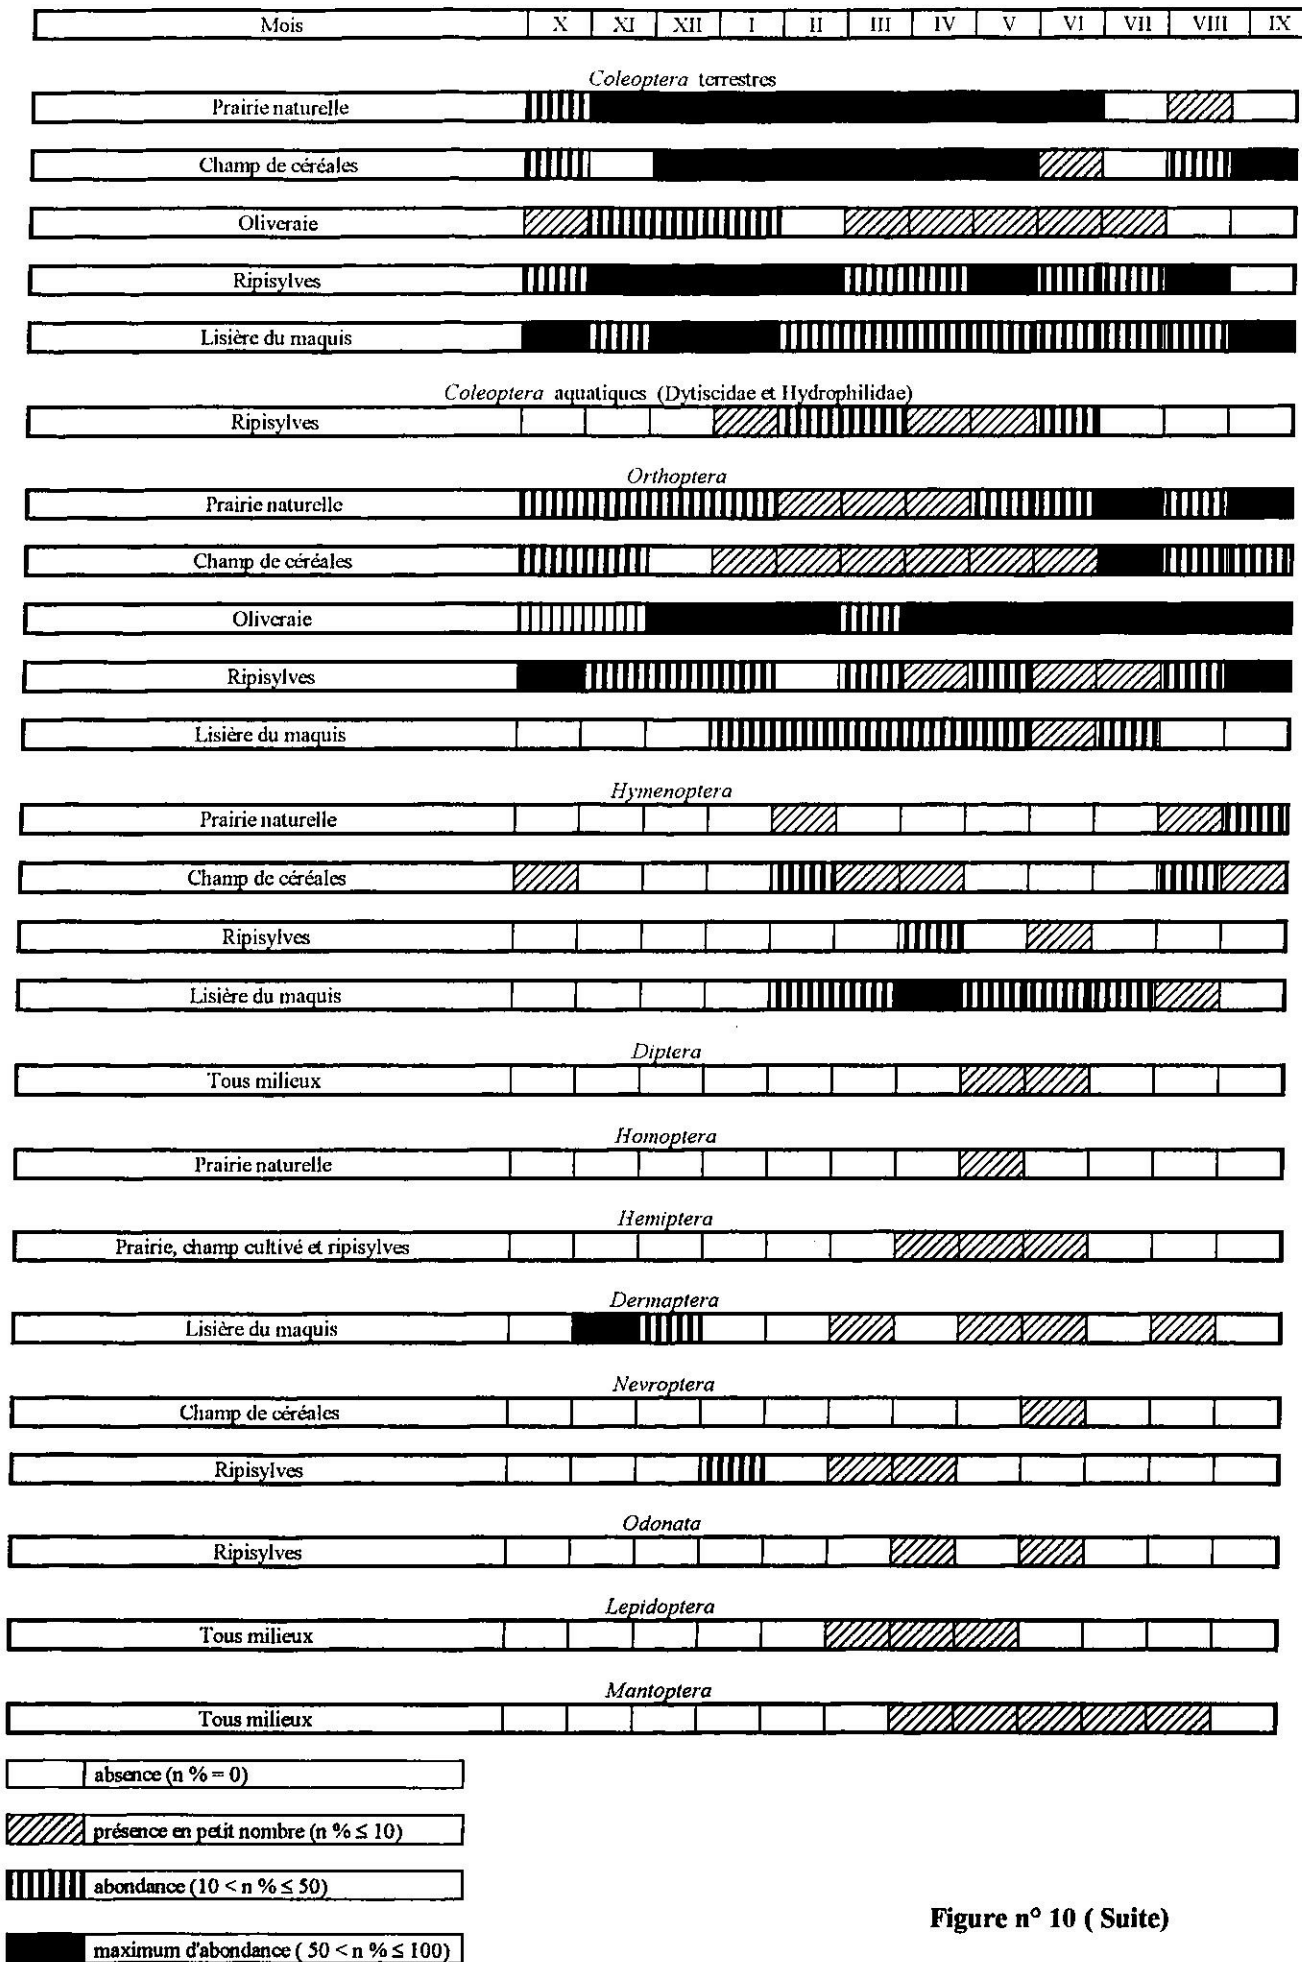 Mois X XI XII I II III IV V VI VII VIII IX
Coleoptera terrestres
Prairie naturelle
Champ de céréales
Oliveraie
Ripisylves
Lisière du maquis
Coleoptera aquatiques (Dytiscidae et Hydrophilidae)
Ripisylves
Orthoptera
Prairie naturelle
Champ de céréales
Oliveraie
Ripisylves
Lisière du maquis
Hymenoptera
Prairie naturelle
Champ de céréales
Ripisylves
Lisière du maquis
Diptera
Tous milieux
Homoptera
Prairie naturelle
Hemiptera
Prairie, champ cultivé et ripisylves
Dermaptera
Lisière du maquis
Nevroptera
Champ de céréales
Ripisylves
Odonata
Ripisylves
Lepidoptera
Tous milieux
Mantoptera
Tous milieux
absence (n % = 0)
présence en petit nombre (n % ≤ 10)
abondance (10 < n % ≤ 50)
maximum d'abondance ( 50 < n % ≤ 100)
Figure n° 10 ( Suite)